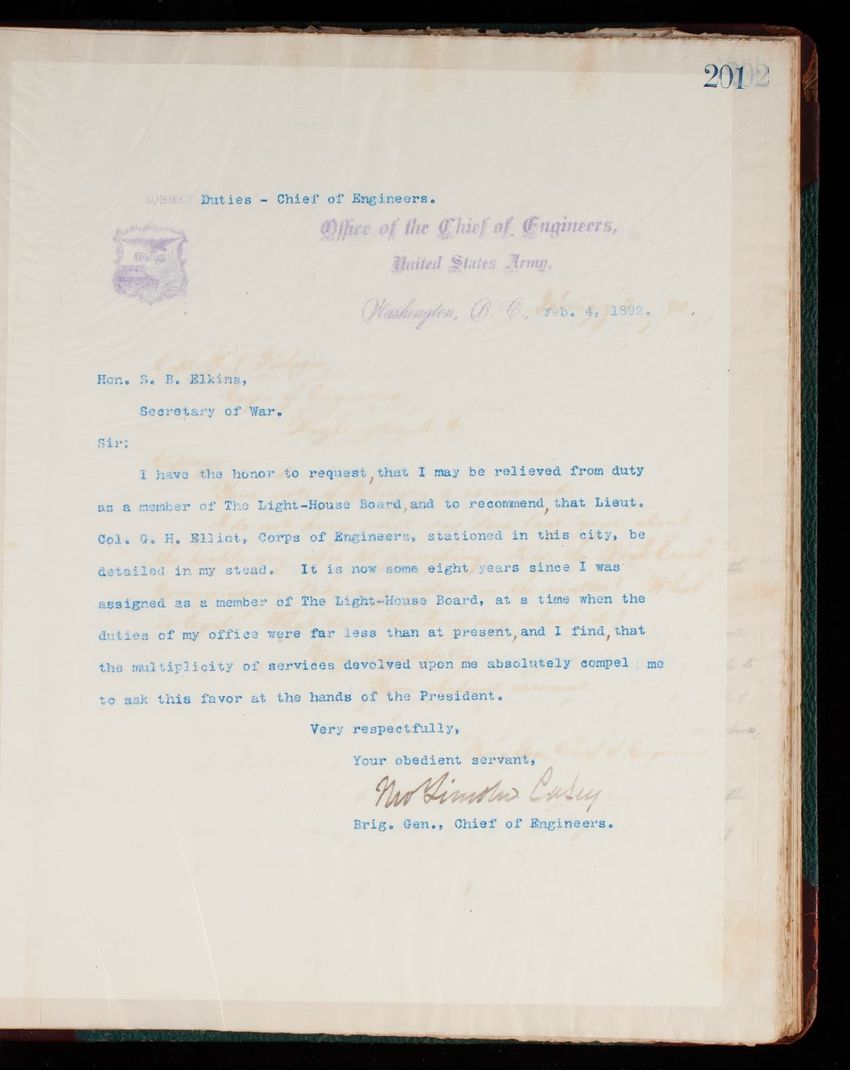 201
SUBJECT Duties - Chief of Engineers.
Office of the Chief of Engineers,
United States Army,
Washington, D. C., Feb. 4, 1892.
Hon. S. B. Elkins,
Secretary of War.
Sir:
I have the honor to request, that I may be relieved from duty
as a member of The Light-House Board, and to recommend, that Lieut.
Col. G. H. Elliot, Corps of Engineers, stationed in this city, be
detailed in my stead. It is now some eight years since I was
assigned as a member of The Light-House Board, at a time when the
duties of my office were far less than at present, and I find, that
the multiplicity of services devolved upon me absolutely compel me
to ask this favor at the hands of the President.
Very respectfully,
Your obedient servant,
Thos Lincoln Casey
Brig. Gen., Chief of Engineers.